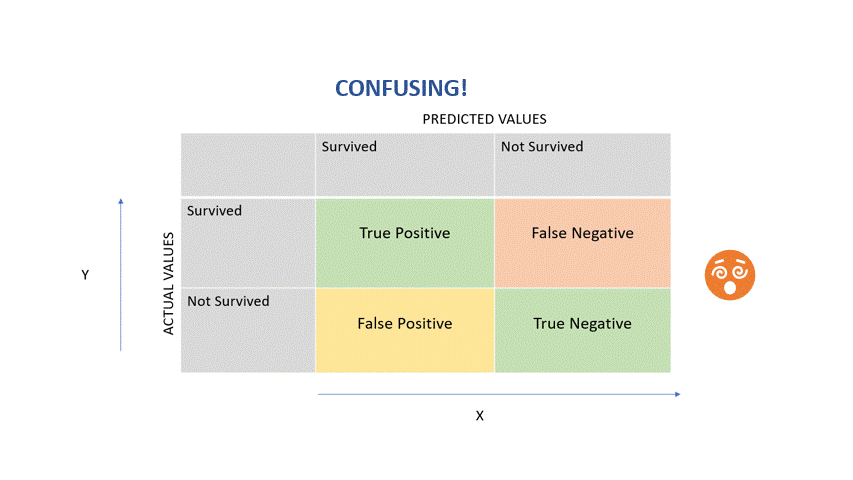 CONFUSING!
PREDICTED VALUES
Survived
Not Survived
Survived
True Positive
False Negative
Y
ACTUAL VALUES
Not Survived
False Positive
True Negative
X